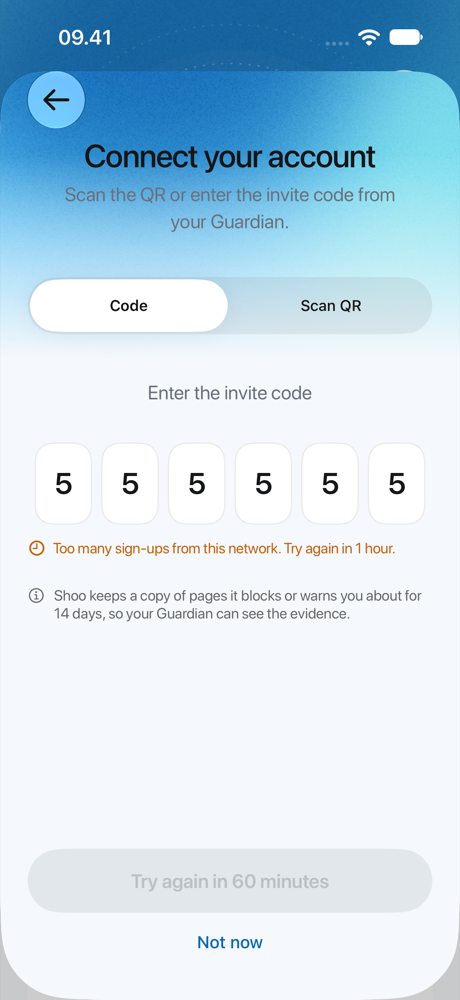 09.41
Connect your account
Scan the QR or enter the invite code from
your Guardian.
Code
Scan QR
Enter the invite code
5 5 5 5 5 5
Too many sign-ups from this network. Try again in 1 hour.
Shoo keeps a copy of pages it blocks or warns you about for
14 days, so your Guardian can see the evidence.
Try again in 60 minutes
Not now